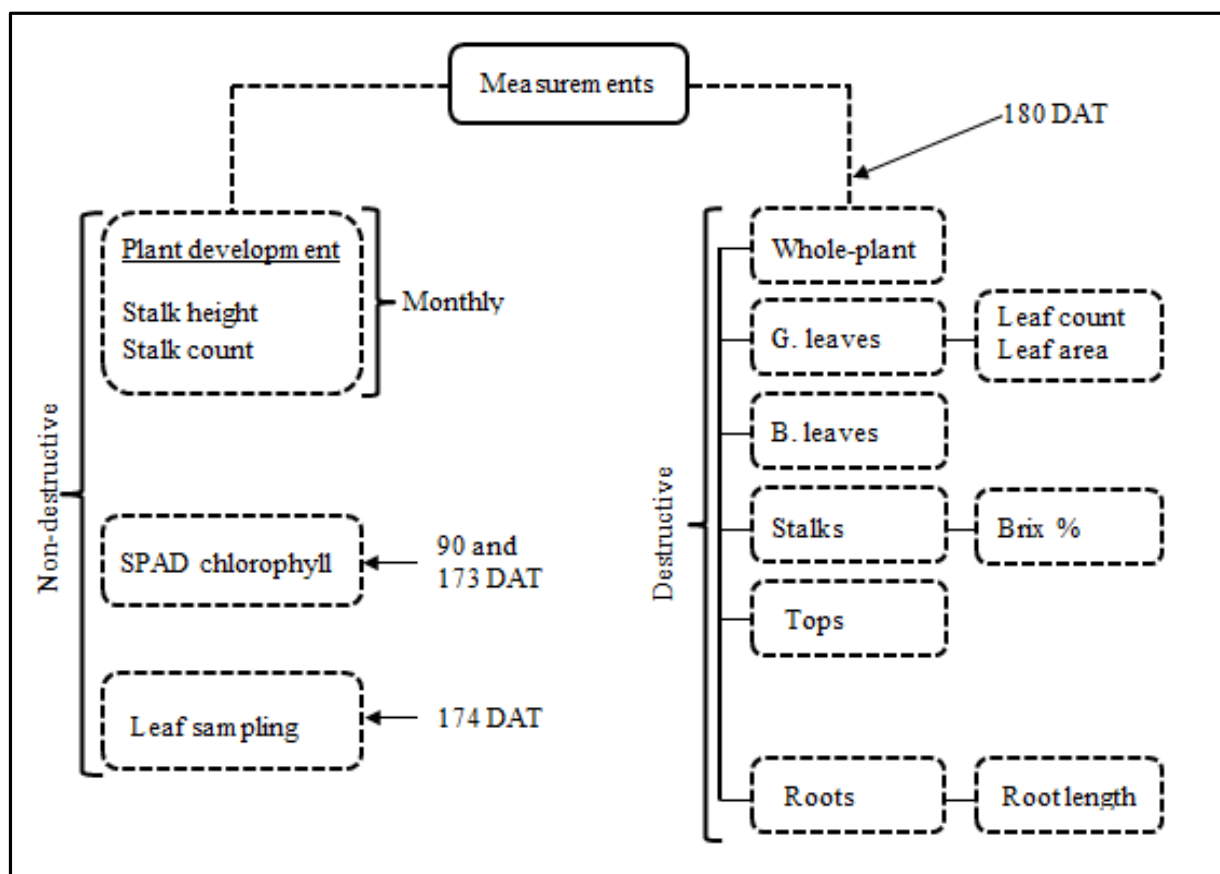 Measurements
180 DAT
Non-destructive
Plant development
Stalk height
Stalk count
Monthly
SPAD chlorophyll
90 and
173 DAT
Leaf sampling
174 DAT
Destructive
Whole-plant
G. leaves
Leaf count
Leaf area
B. leaves
Stalks
Brix %
Tops
Roots
Root length